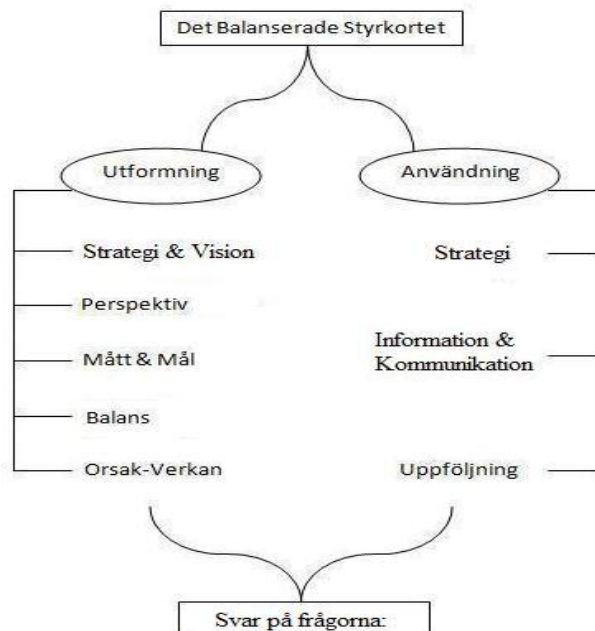 Det Balanserade Styrkortet
Utformning
Användning
Strategi & Vision
Strategi
Perspektiv
Information &
Kommunikation
Mått & Mål
Balans
Orsak-Verkan
Uppföljning
Svar på frågorna: